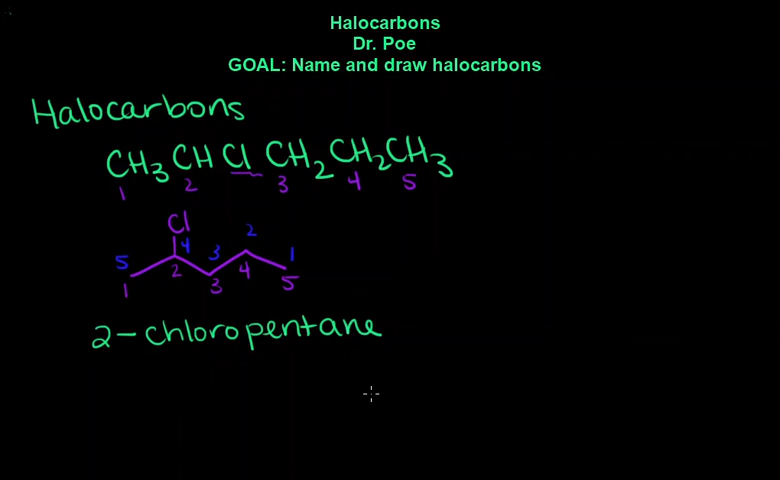 Halocarbons
Dr. Poe
GOAL: Name and draw halocarbons
Halocarbons
CH₃CHClCH₂CH₂CH₃
1 2 3 4 5
Cl
5 4 3 2 1
1 2 3 4 5
2-chloropentane